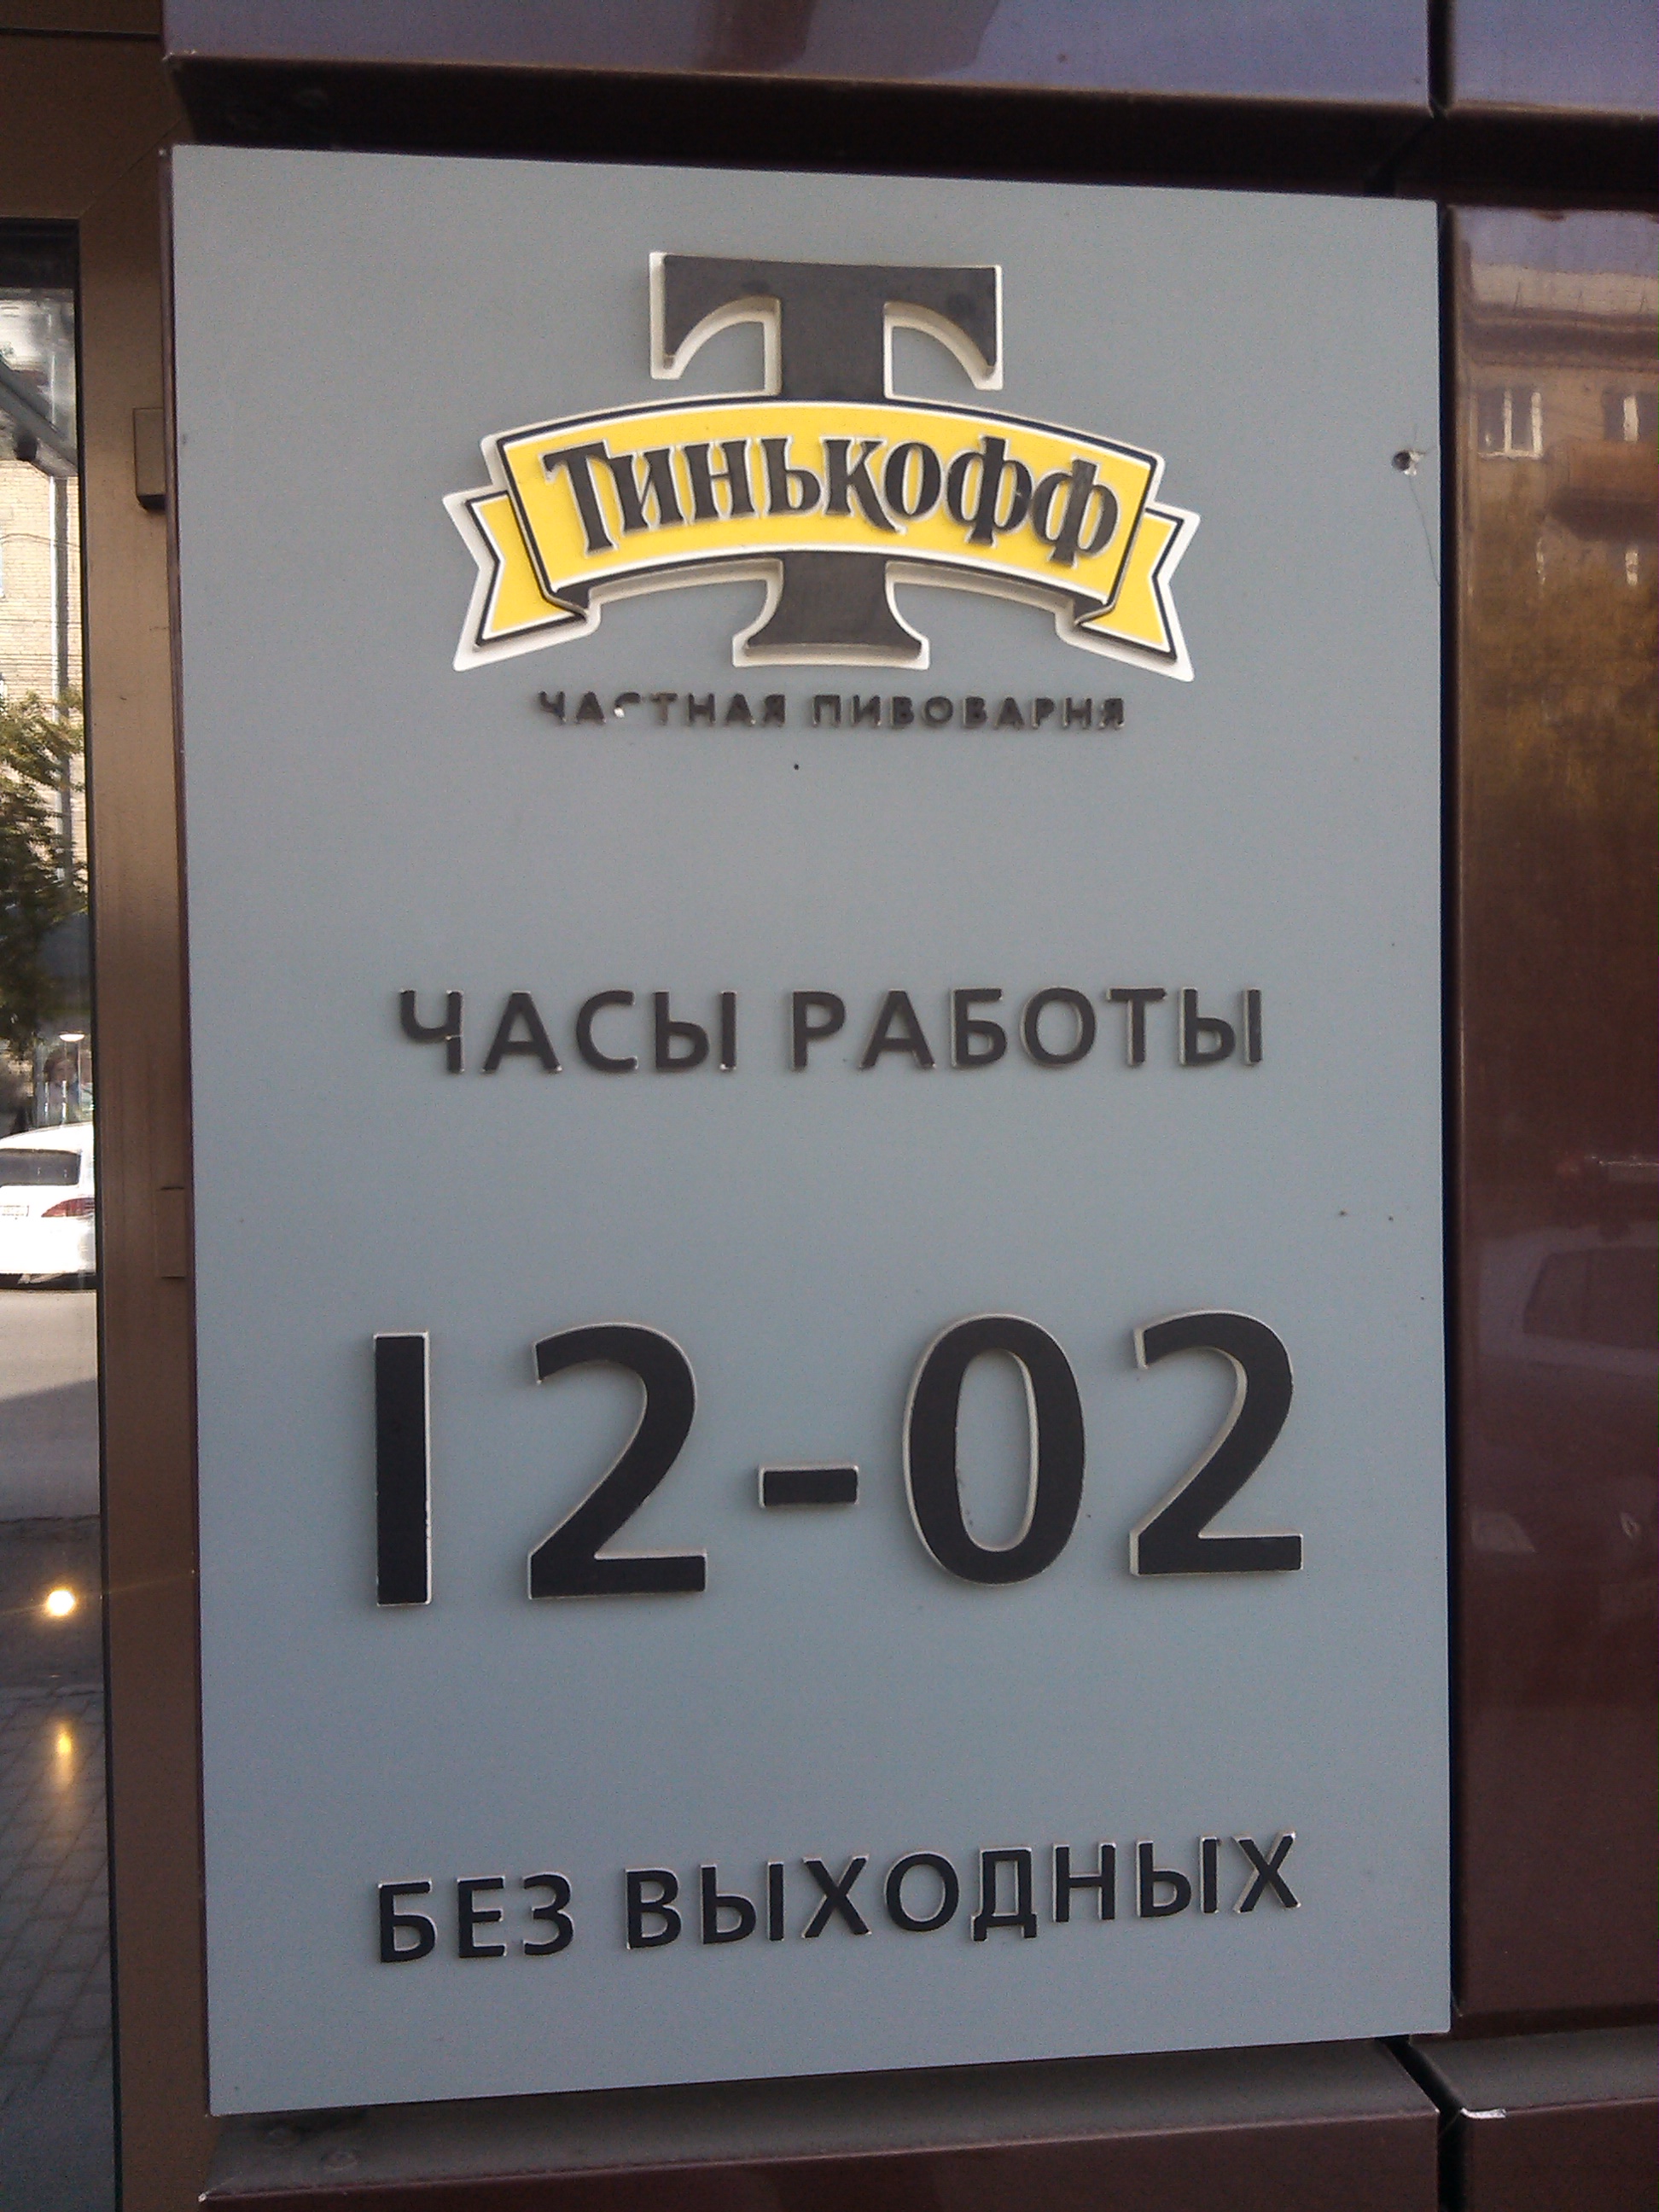 Тинькофф
ЧАСТНАЯ ПИВОВАРНЯ
ЧАСЫ РАБОТЫ
12-02
БЕЗ ВЫХОДНЫХ